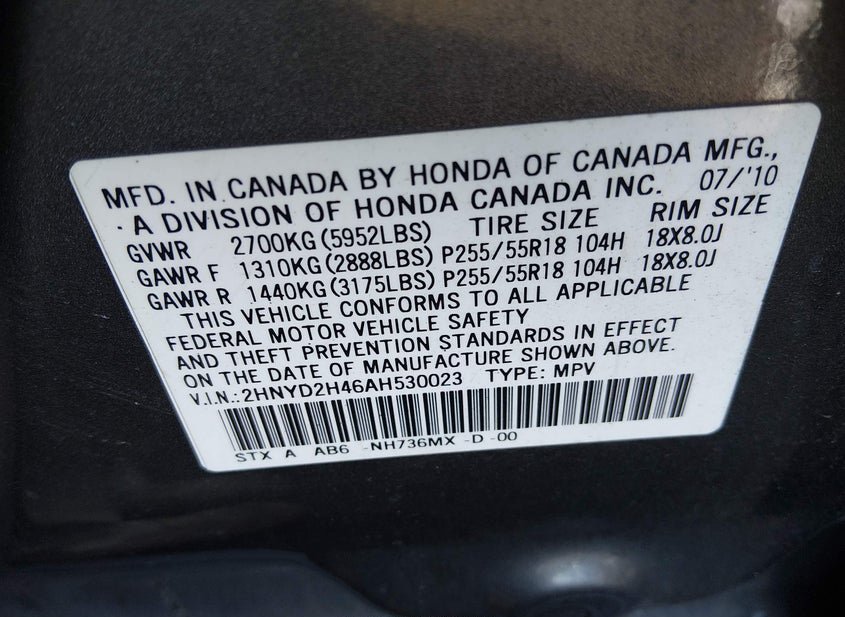 MFD. IN CANADA BY HONDA OF CANADA MFG.,
A DIVISION OF HONDA CANADA INC. 07/'10
GVWR 2700KG(5952LBS) TIRE SIZE RIM SIZE
GAWR F 1310KG(2888LBS) P255/55R18 104H 18X8.0J
GAWR R 1440KG(3175LBS) P255/55R18 104H 18X8.0J
THIS VEHICLE CONFORMS TO ALL APPLICABLE
FEDERAL MOTOR VEHICLE SAFETY
AND THEFT PREVENTION STANDARDS IN EFFECT
ON THE DATE OF MANUFACTURE SHOWN ABOVE.
V.I.N.:2HNYD2H46AH530023 TYPE: MPV
STX A AB6 -NH736MX -D -00